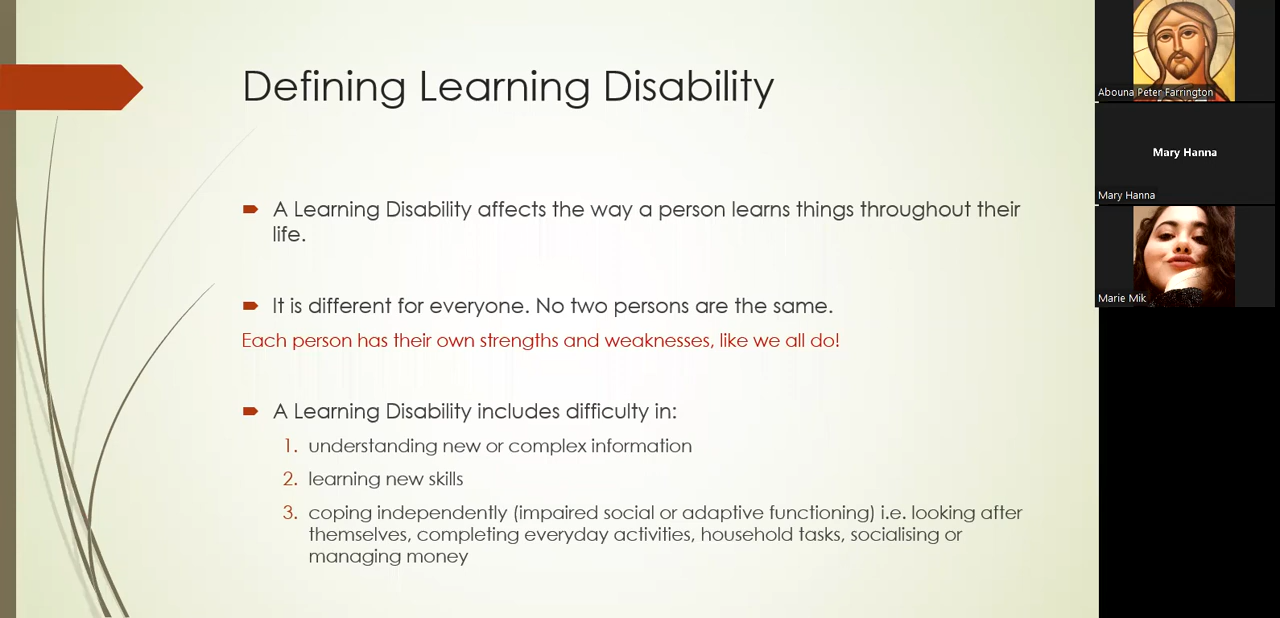 Defining Learning Disability
A Learning Disability affects the way a person learns things throughout their
life.
It is different for everyone. No two persons are the same.
Each person has their own strengths and weaknesses, like we all do!
A Learning Disability includes difficulty in:
1. understanding new or complex information
2. learning new skills
3. coping independently (impaired social or adaptive functioning) i.e. looking after
themselves, completing everyday activities, household tasks, socialising or
managing money
Abouna Peter Farrington
Mary Hanna
Mary Hanna
Marie Mik